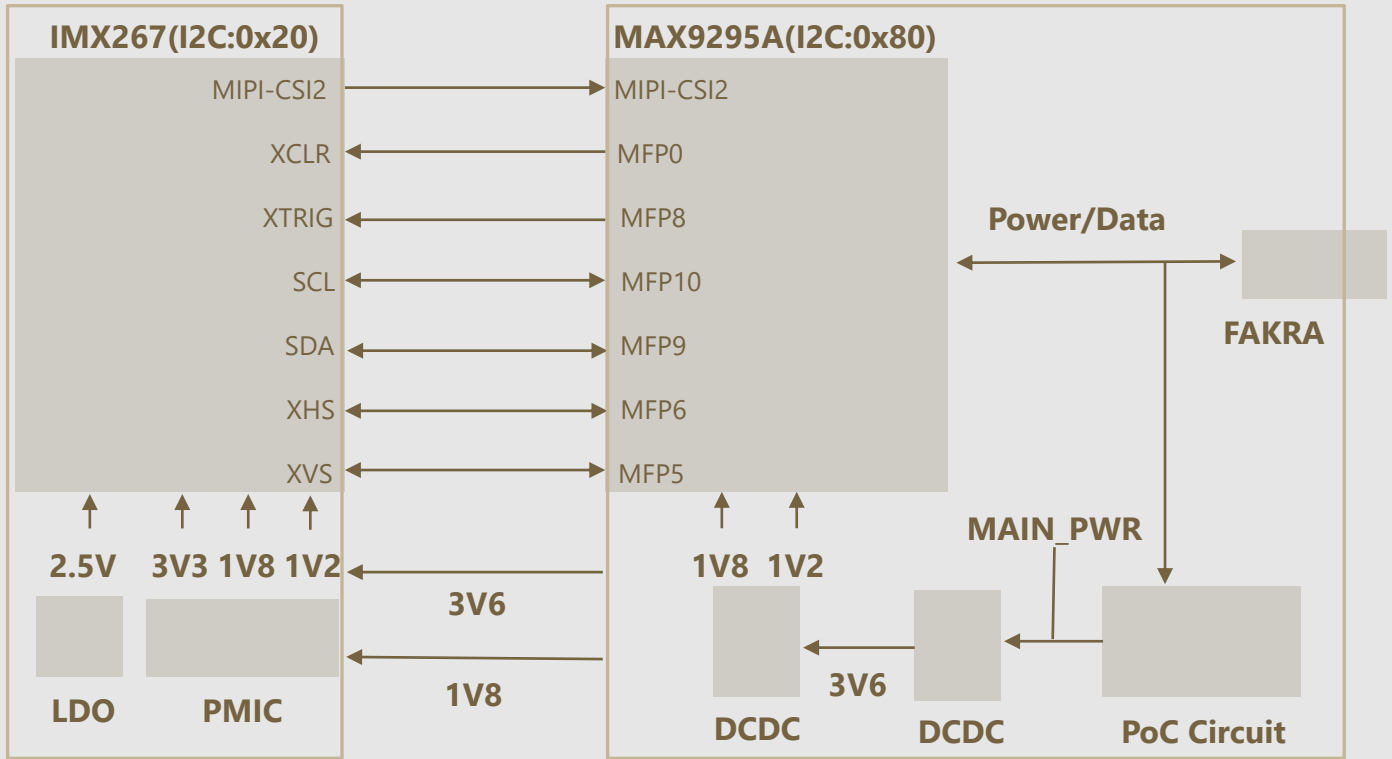 IMX267(I2C:0x20)
MAX9295A(I2C:0x80)
MIPI-CSI2
MIPI-CSI2
XCLR
MFP0
XTRIG
MFP8
Power/Data
SCL
MFP10
FAKRA
SDA
MFP9
XHS
MFP6
XVS
MFP5
MAIN_PWR
2.5V
3V3
1V8
1V2
1V8
1V2
3V6
3V6
1V8
LDO
PMIC
DCDC
DCDC
PoC Circuit